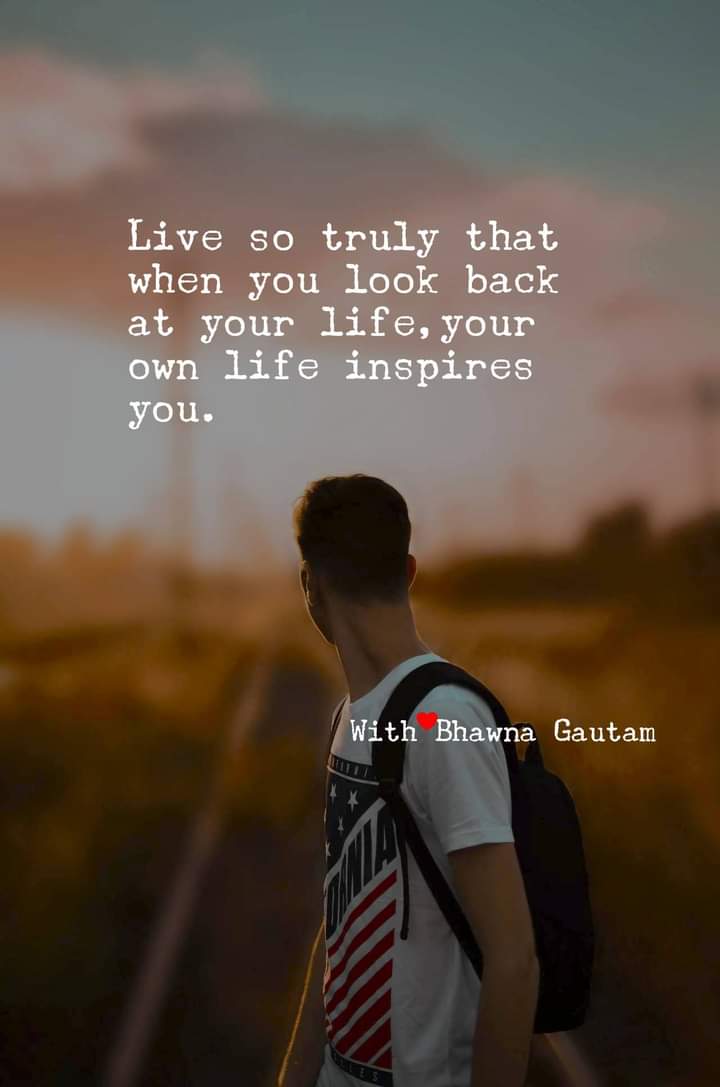 Live so truly that
when you look back
at your life, your
own life inspires
you.
With❤Bhawna Gautam